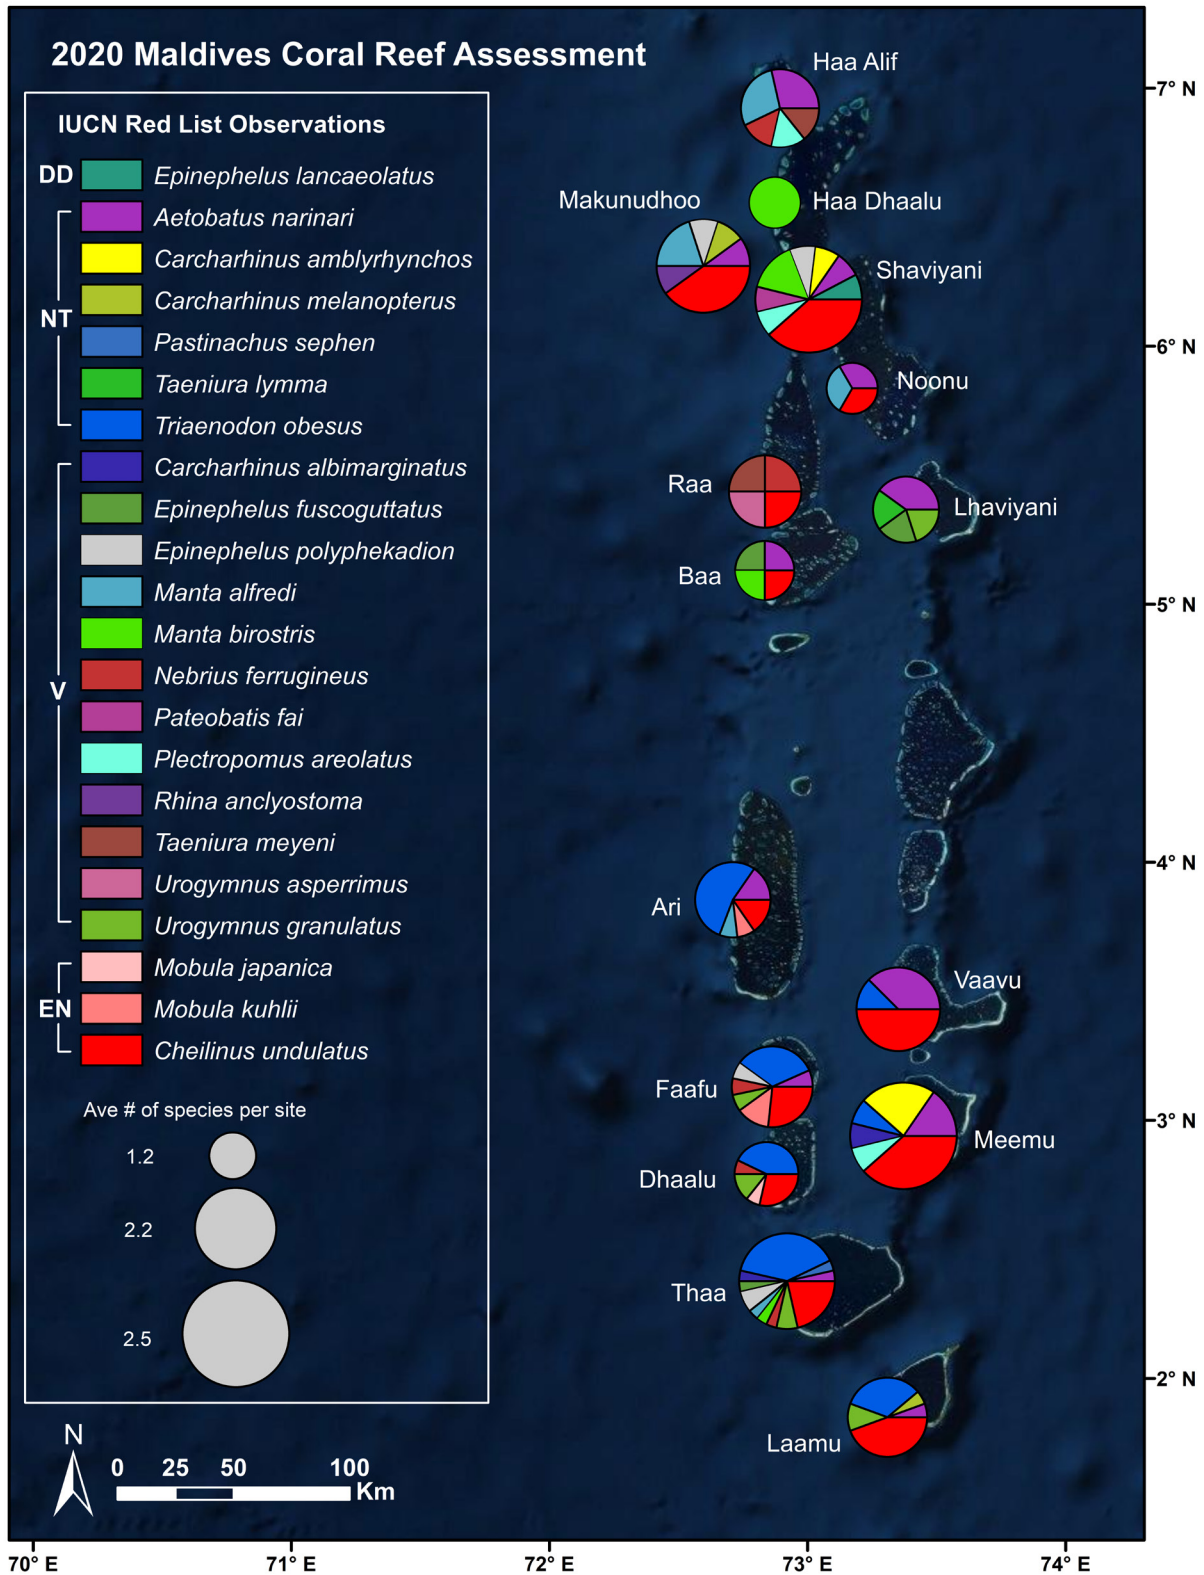 2020 Maldives Coral Reef Assessment
IUCN Red List Observations
DD
Epinephelus lancaeolatus
NT
Aetobatus narinari
Carcharhinus amblyrhynchos
Carcharhinus melanopterus
Pastinachus sephen
Taeniura lymma
Triaenodon obesus
V
Carcharhinus albimarginatus
Epinephelus fuscoguttatus
Epinephelus polyphekadion
Manta alfredi
Manta birostris
Nebrius ferrugineus
Pateobatis fai
Plectropomus areolatus
Rhina anclyostoma
Taeniura meyeni
Urogymnus asperrimus
Urogymnus granulatus
EN
Mobula japanica
Mobula kuhlii
Cheilinus undulatus
Ave # of species per site
1.2
2.2
2.5
N
0 25 50 100
Km
Haa Alif
Makunudhoo
Haa Dhaalu
Shaviyani
Noonu
Raa
Lhaviyani
Baa
Ari
Vaavu
Faafu
Meemu
Dhaalu
Thaa
Laamu
7° N
6° N
5° N
4° N
3° N
2° N
70° E
71° E
72° E
73° E
74° E